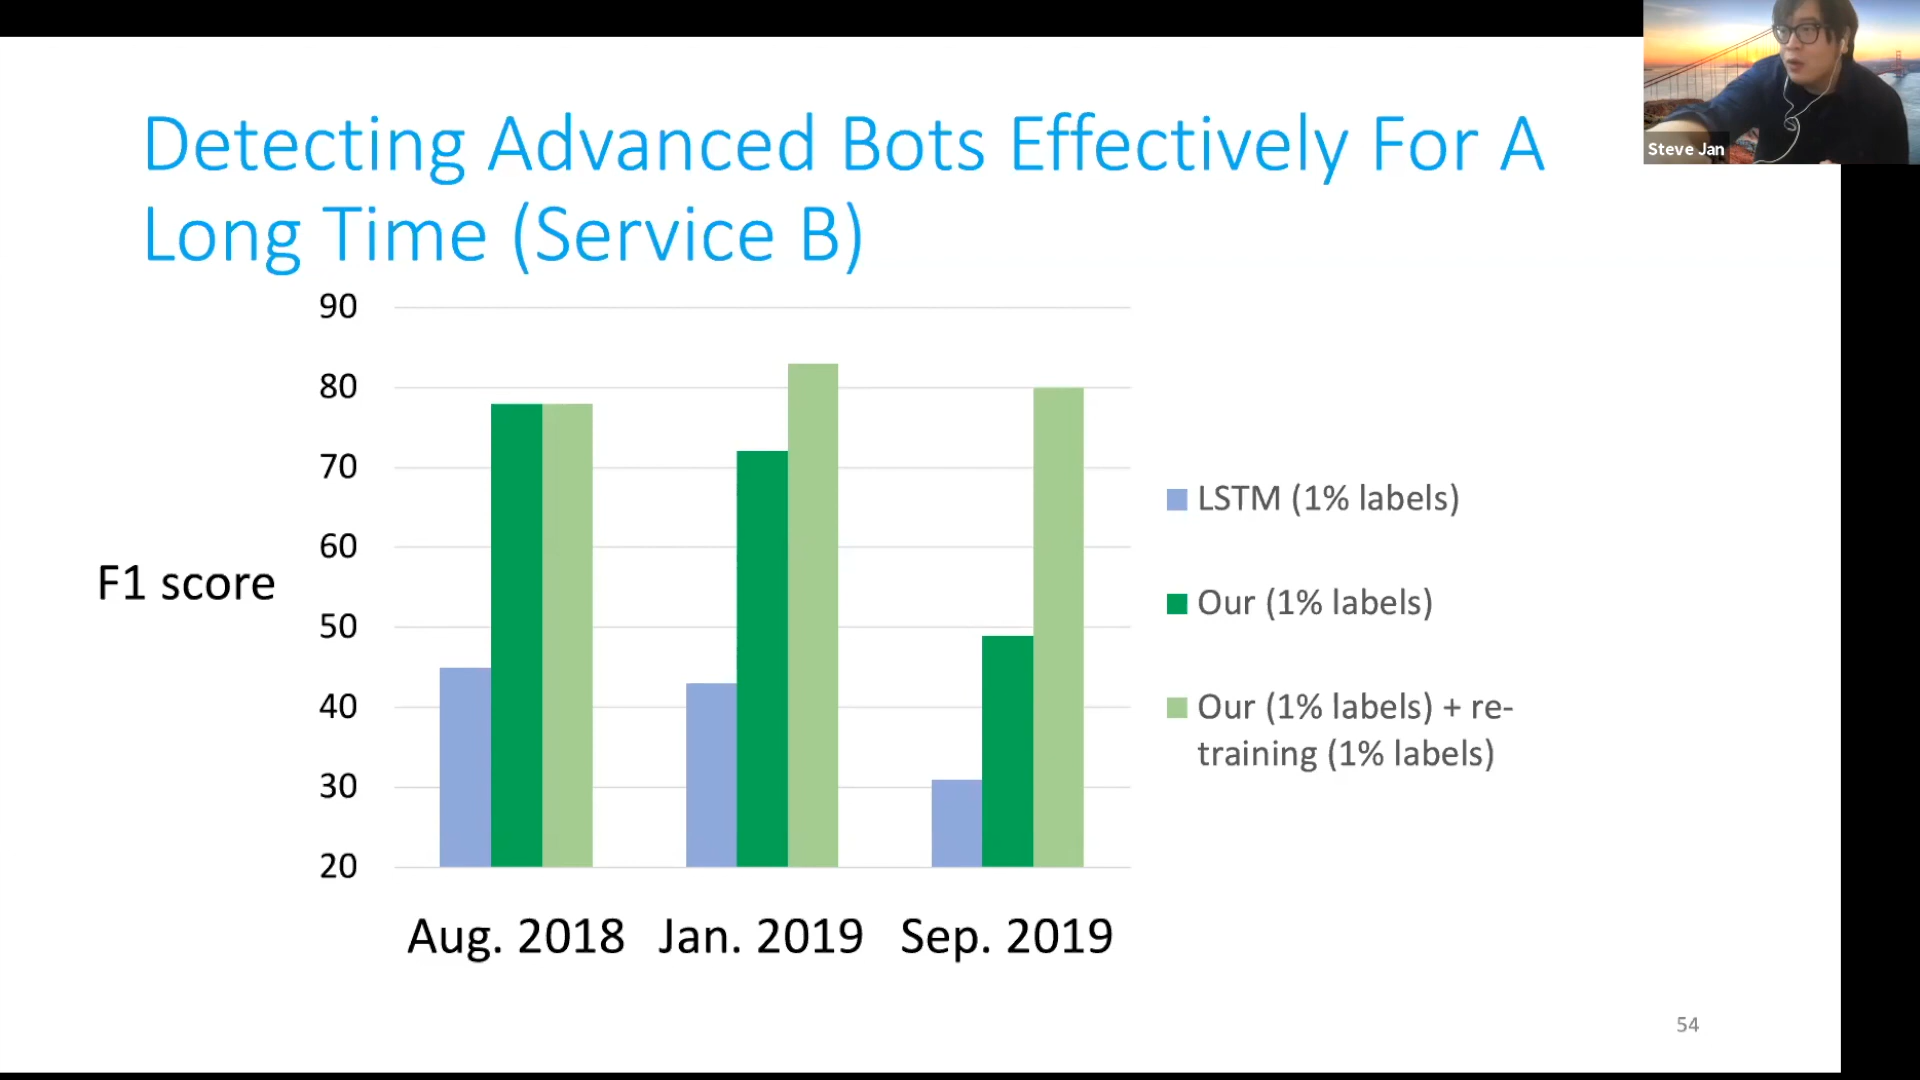 Detecting Advanced Bots Effectively For A
Long Time (Service B)
Steve Jan
90
80
70
60
50
40
30
20
F1 score
Aug. 2018 Jan. 2019 Sep. 2019
LSTM (1% labels)
Our (1% labels)
Our (1% labels) + re-
training (1% labels)
54